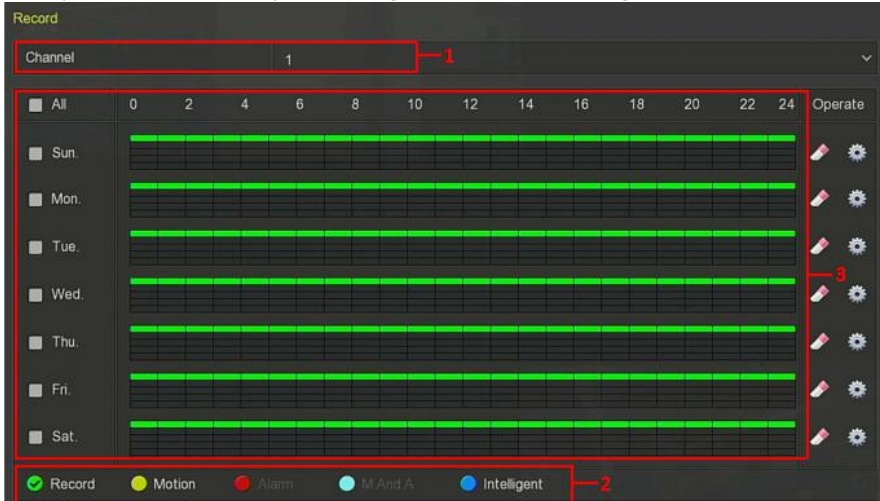 Record
Channel 1 1
All 0 2 4 6 8 10 12 14 16 18 20 22 24 Operate
Sun.
Mon.
Tue.
Wed. 3
Thu.
Fri.
Sat.
Record Motion Alarm M And A Intelligent 2